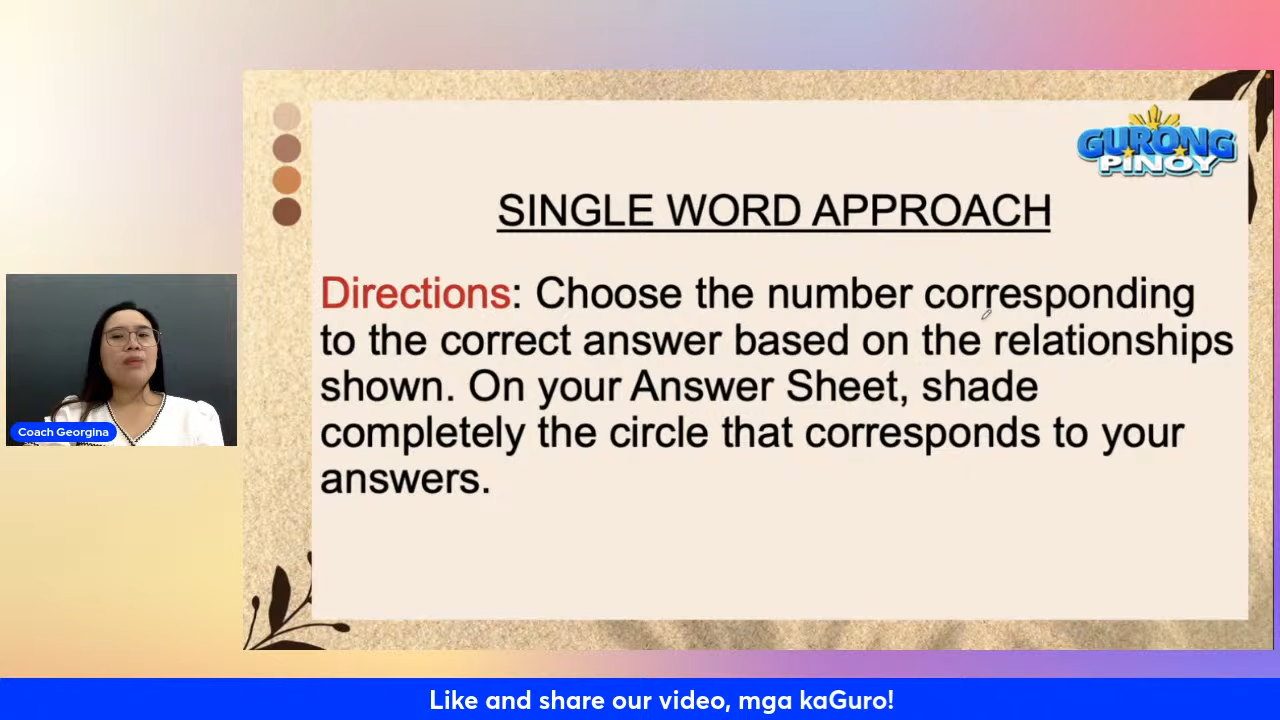 GURONG
PINOY
SINGLE WORD APPROACH
Directions: Choose the number corresponding
to the correct answer based on the relationships
shown. On your Answer Sheet, shade
completely the circle that corresponds to your
answers.
Coach Georgina
Like and share our video, mga kaGuro!